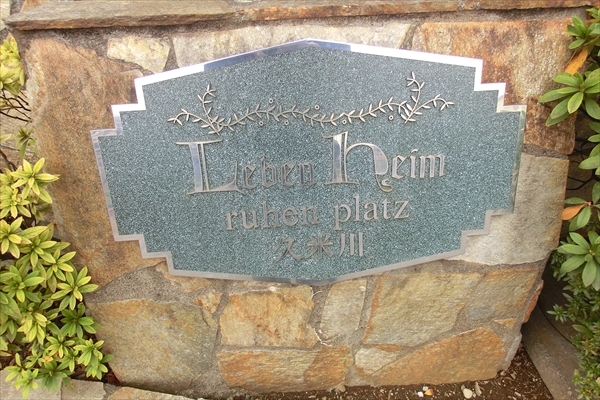 Leben Heim
ruhen platz
久米川